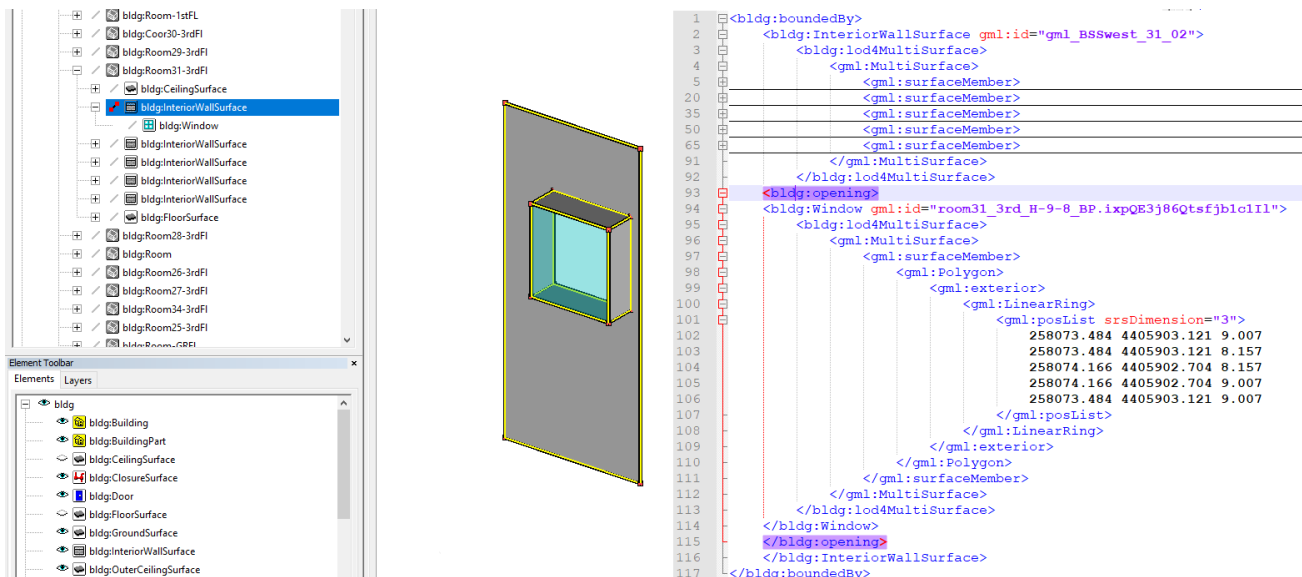 bldg:Room-1stFL
bldg:Coor30-3rdFl
bldg:Room29-3rdFl
bldg:Room31-3rdFl
bldg:CeilingSurface
bldg:InteriorWallSurface
bldg:Window
bldg:InteriorWallSurface
bldg:InteriorWallSurface
bldg:InteriorWallSurface
bldg:InteriorWallSurface
bldg:FloorSurface
bldg:Room28-3rdFl
bldg:Room
bldg:Room26-3rdFl
bldg:Room27-3rdFl
bldg:Room34-3rdFl
bldg:Room25-3rdFl
bldg:Room-GRFL
Element Toolbar x
Elements Layers
bldg
bldg:Building
bldg:BuildingPart
bldg:CeilingSurface
bldg:ClosureSurface
bldg:Door
bldg:FloorSurface
bldg:GroundSurface
bldg:InteriorWallSurface
bldg:OuterCeilingSurface
1 <bldg:boundedBy>
2 <bldg:InteriorWallSurface gml:id="gml_BSSwest_31_02">
3 <bldg:lod4MultiSurface>
4 <gml:MultiSurface>
5 <gml:surfaceMember>
20 <gml:surfaceMember>
35 <gml:surfaceMember>
50 <gml:surfaceMember>
65 <gml:surfaceMember>
91 </gml:MultiSurface>
92 </bldg:lod4MultiSurface>
93 <bldg:opening>
94 <bldg:Window gml:id="room31_3rd_H-9-8_BP.ixpQE3j86Qtsfjb1c1Il">
95 <bldg:lod4MultiSurface>
96 <gml:MultiSurface>
97 <gml:surfaceMember>
98 <gml:Polygon>
99 <gml:exterior>
100 <gml:LinearRing>
101 <gml:posList srsDimension="3">
102 258073.484 4405903.121 9.007
103 258073.484 4405903.121 8.157
104 258074.166 4405902.704 8.157
105 258074.166 4405902.704 9.007
106 258073.484 4405903.121 9.007
107 </gml:posList>
108 </gml:LinearRing>
109 </gml:exterior>
110 </gml:Polygon>
111 </gml:surfaceMember>
112 </gml:MultiSurface>
113 </bldg:lod4MultiSurface>
114 </bldg:Window>
115 </bldg:opening>
116 </bldg:InteriorWallSurface>
117 </bldg:boundedBy>